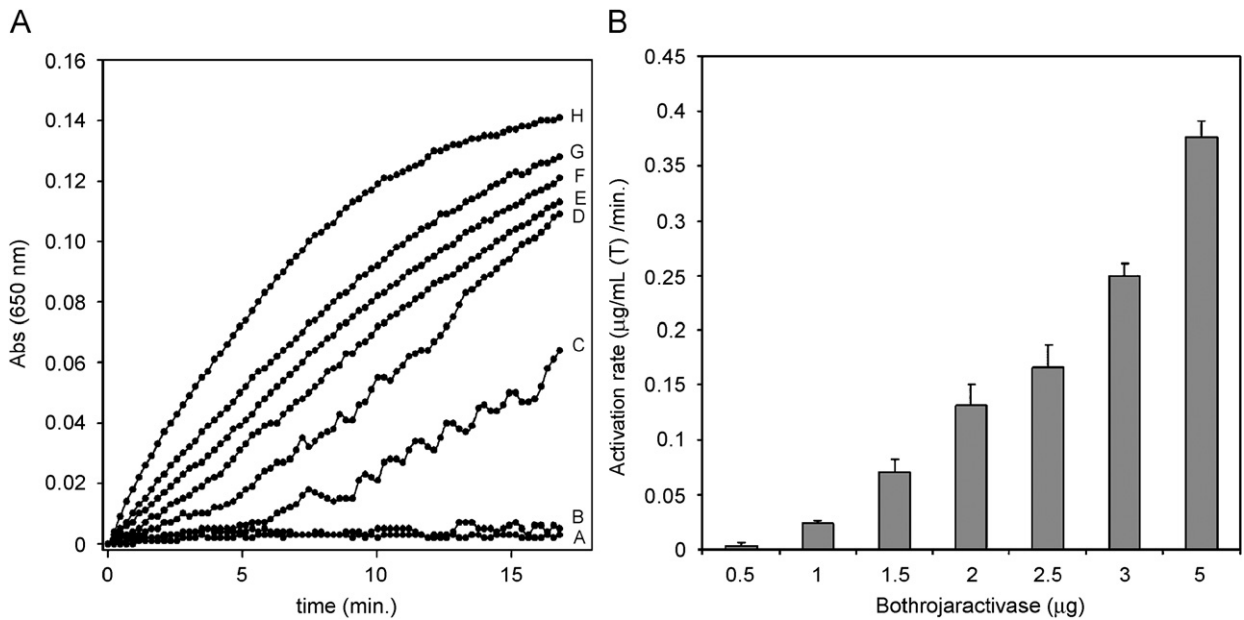 A
0.16
0.14
0.12
0.10
0.08
0.06
0.04
0.02
0
Abs (650 nm)
H
G
F
E
D
C
B
A
0
5
10
15
time (min.)
B
0.45
0.4
0.35
0.3
0.25
0.2
0.15
0.1
0.05
0
Activation rate (µg/mL (T) /min.)
0.5
1
1.5
2
2.5
3
5
Bothrojaractivase (µg)